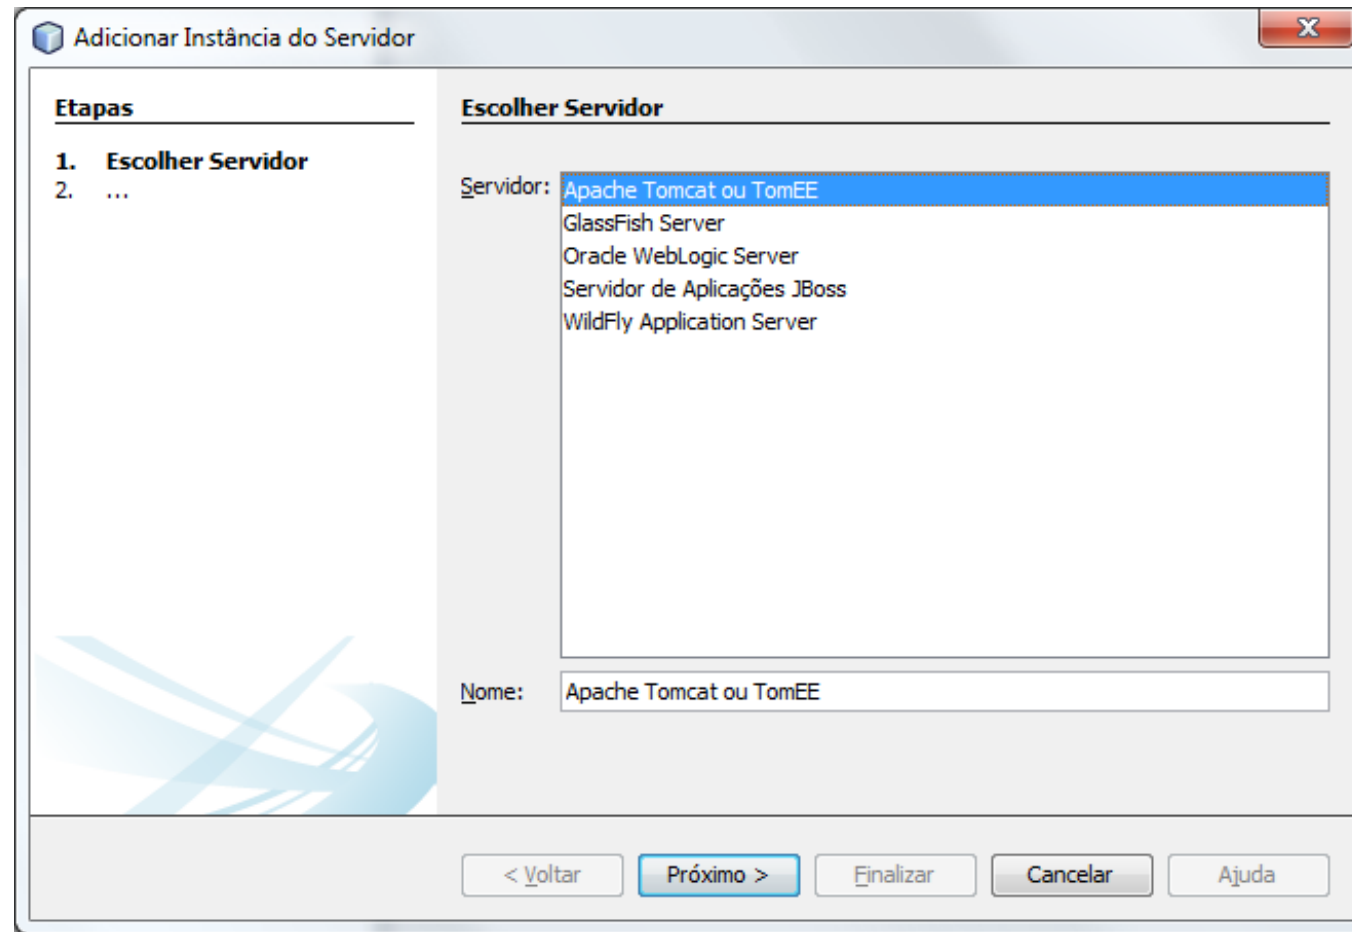 Adicionar Instância do Servidor
Etapas
1. Escolher Servidor
2. ...
Escolher Servidor
Servidor:
Apache Tomcat ou TomEE
GlassFish Server
Oracle WebLogic Server
Servidor de Aplicações JBoss
WildFly Application Server
Nome: Apache Tomcat ou TomEE
< Voltar
Próximo >
Finalizar
Cancelar
Ajuda